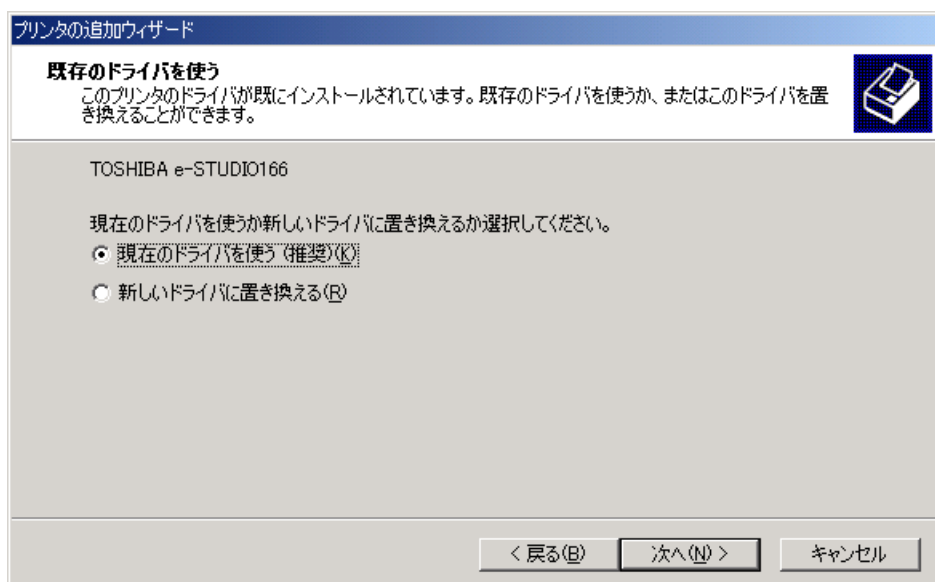 プリンタの追加ウィザード
既存のドライバを使う
このプリンタのドライバが既にインストールされています。既存のドライバを使うか、またはこのドライバを置
き換えることができます。
TOSHIBA e-STUDIO166
現在のドライバを使うか新しいドライバに置き換えるか選択してください。
現在のドライバを使う (推奨)(K)
新しいドライバに置き換える(R)
< 戻る(B)
次へ(N) >
キャンセル